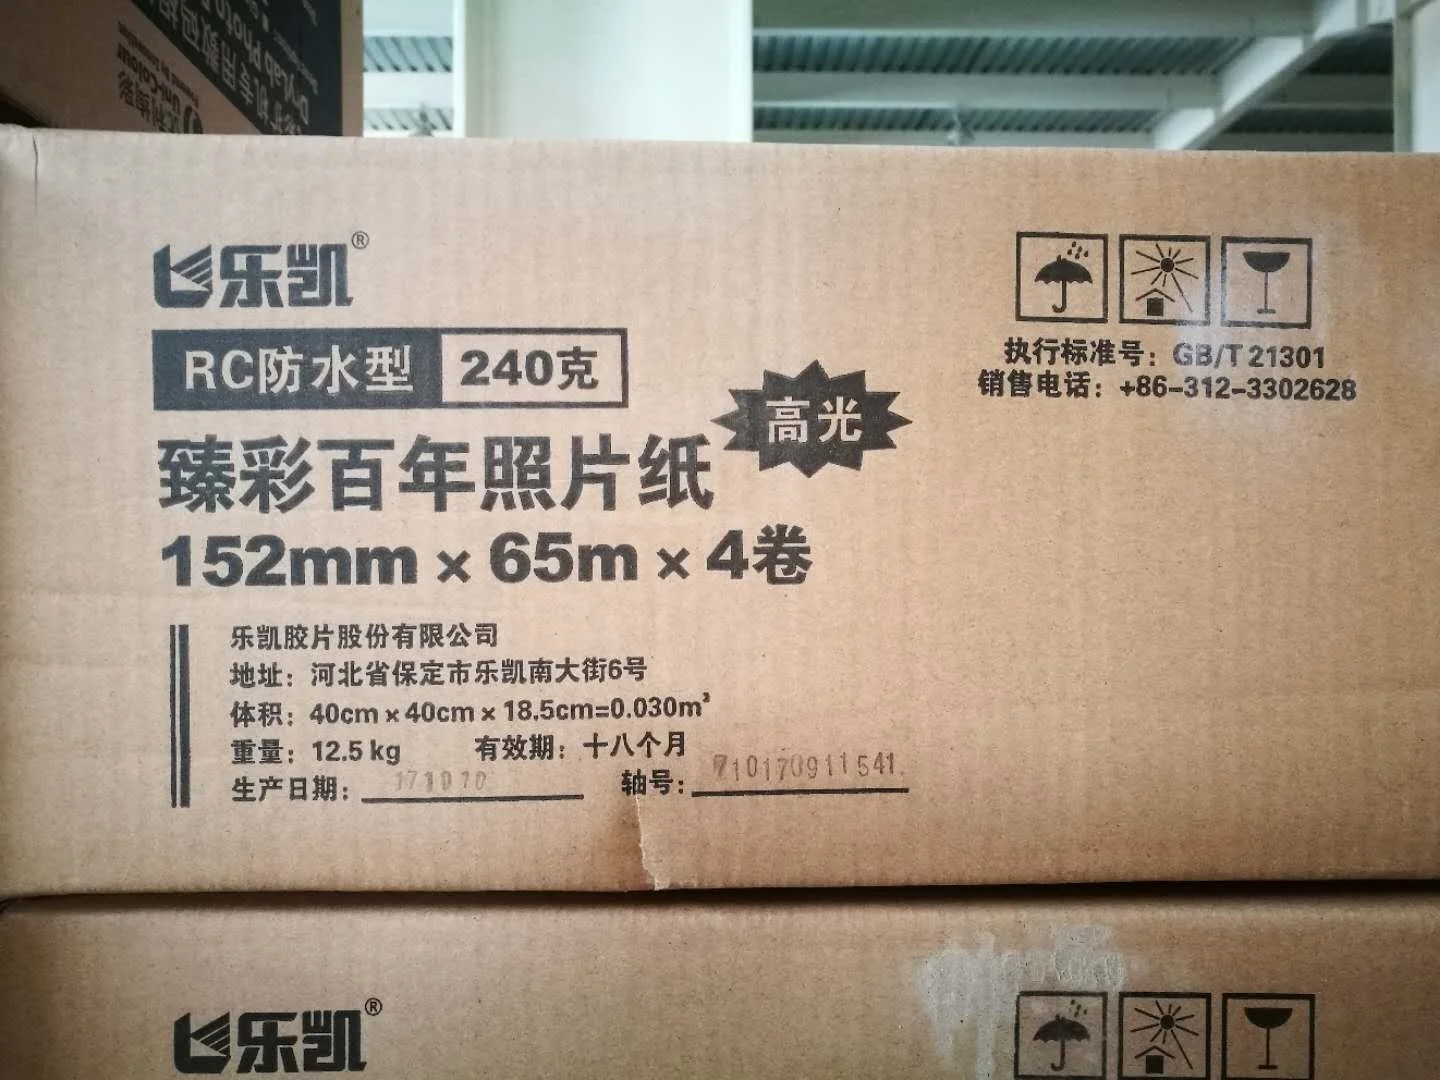 乐凯®
RC防水型 240克
臻彩百年照片纸 高光
152mm × 65m × 4卷
执行标准号：GB/T 21301
销售电话：+86-312-3302628
乐凯胶片股份有限公司
地址：河北省保定市乐凯南大街6号
体积：40cm × 40cm × 18.5cm=0.030m³
重量：12.5 kg 有效期：十八个月
生产日期： 轴号：710170911541
乐凯®